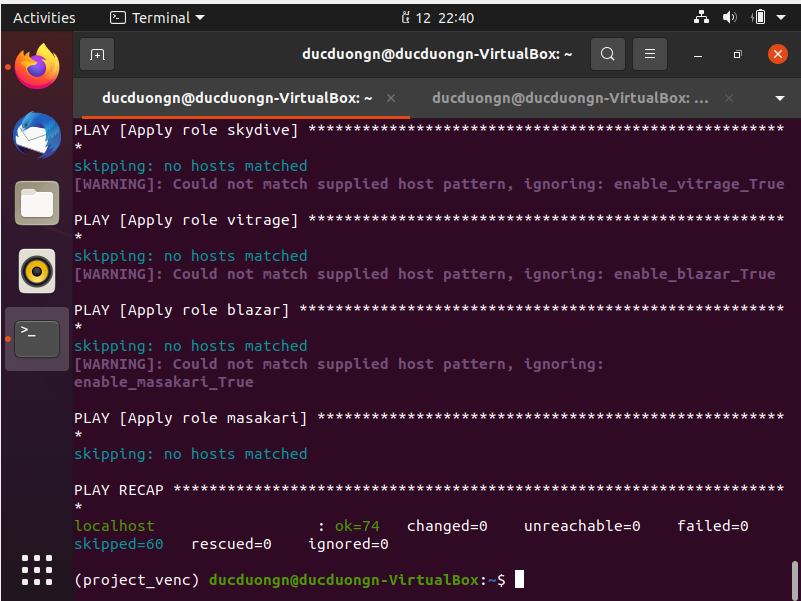 Activities
Terminal
12 22:40
ducduongn@ducduongn-VirtualBox: ~
ducduongn@ducduongn-VirtualBox: ~
ducduongn@ducduongn-VirtualBox: ...
PLAY [Apply role skydive] *****************************************************
*
skipping: no hosts matched
[WARNING]: Could not match supplied host pattern, ignoring: enable_vitrage_True
PLAY [Apply role vitrage] *****************************************************
*
skipping: no hosts matched
[WARNING]: Could not match supplied host pattern, ignoring: enable_blazar_True
PLAY [Apply role blazar] ******************************************************
*
skipping: no hosts matched
[WARNING]: Could not match supplied host pattern, ignoring:
enable_masakari_True
PLAY [Apply role masakari] ****************************************************
*
skipping: no hosts matched
PLAY RECAP ********************************************************************
*
localhost : ok=74 changed=0 unreachable=0 failed=0
skipped=60 rescued=0 ignored=0
(project_venc) ducduongn@ducduongn-VirtualBox:~$